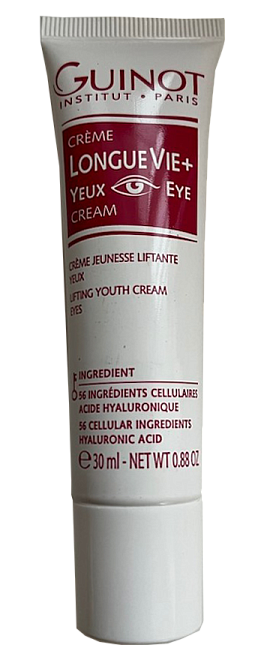 GUINOT
INSTITUT • PARIS
CRÈME
LONGUE VIE+
YEUX EYE
CREAM
CRÈME JEUNESSE LIFTANTE
YEUX
LIFTING YOUTH CREAM
EYES
INGREDIENT
56 INGRÉDIENTS CELLULAIRES
ACIDE HYALURONIQUE
56 CELLULAR INGREDIENTS
HYALURONIC ACID
℮30 ml - NET WT 0.88 OZ